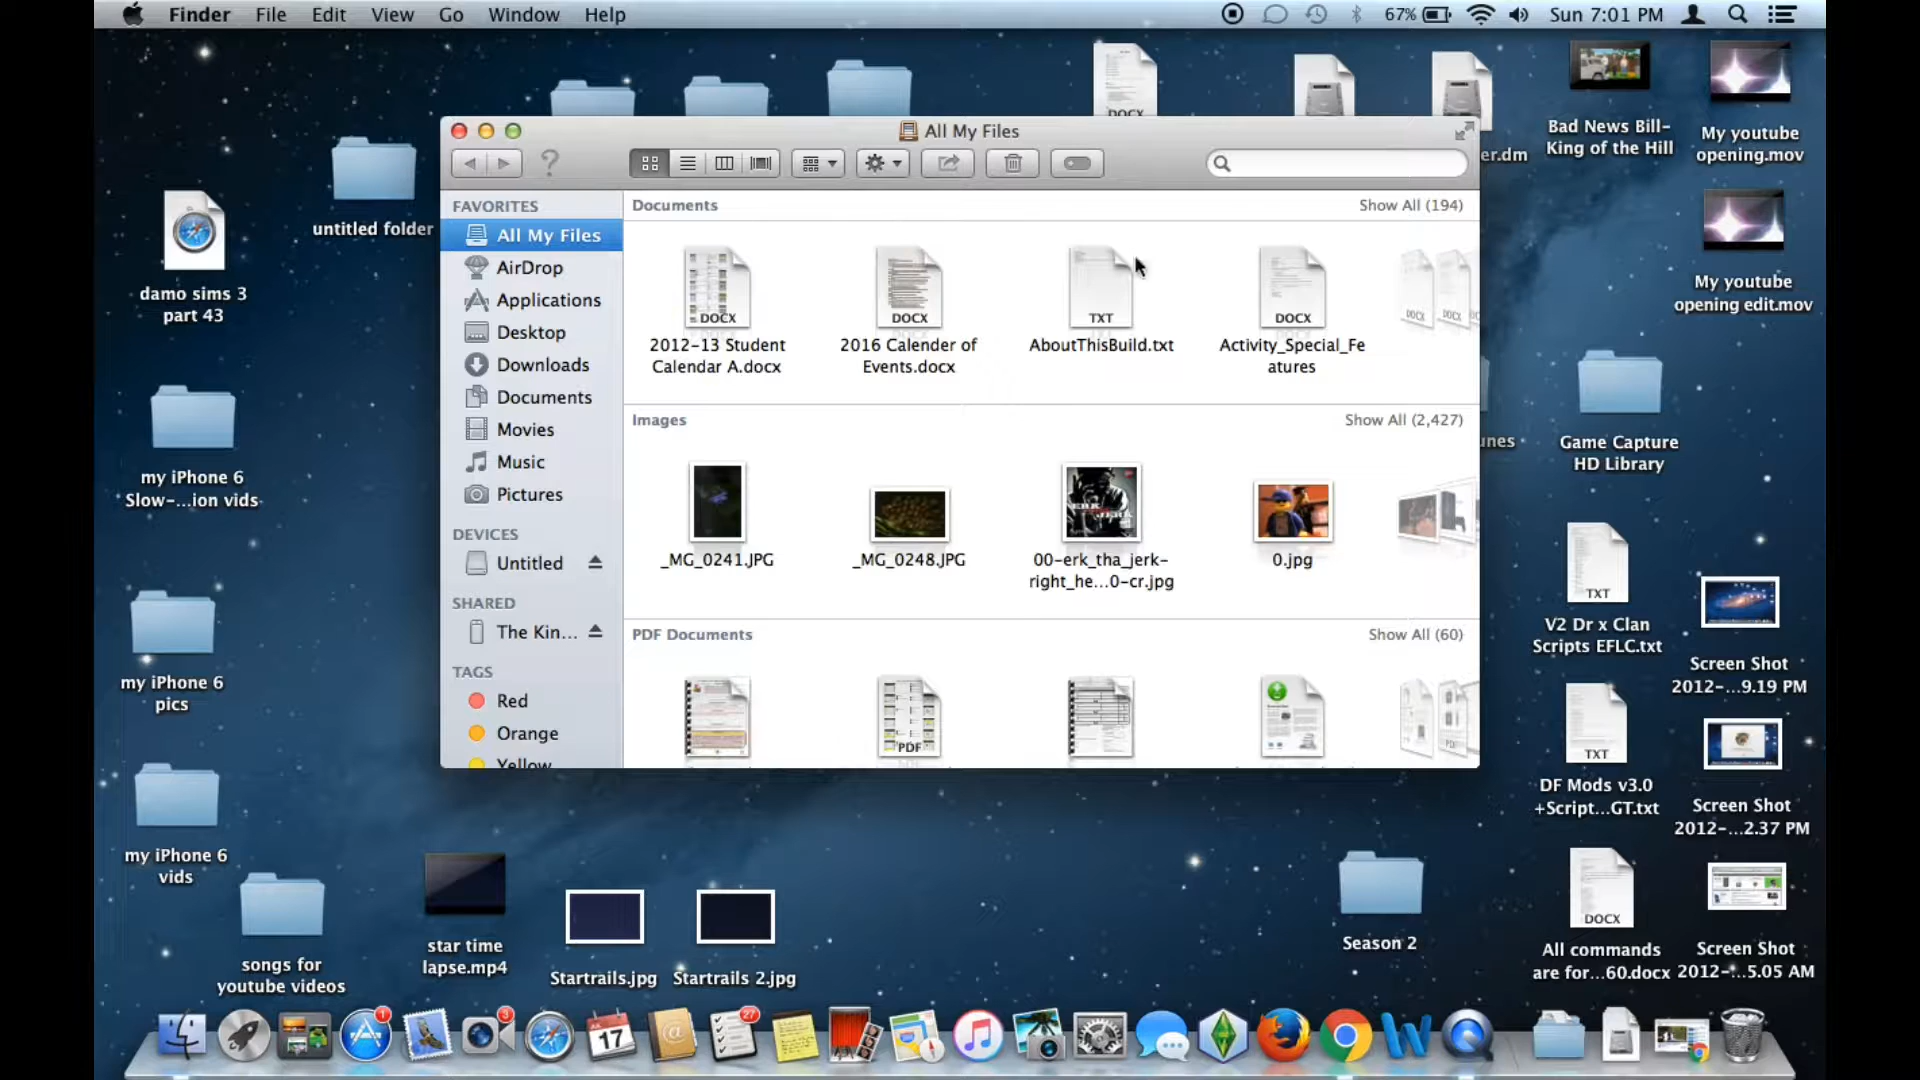 Finder File Edit View Go Window Help
67% Sun 7:01 PM
All My Files
FAVORITES
All My Files
AirDrop
Applications
Desktop
Downloads
Documents
Movies
Music
Pictures
DEVICES
Untitled
SHARED
The Kin...
TAGS
Red
Orange
Yellow
Documents Show All (194)
DOCX DOCX TXT DOCX DOCX DOCX
2012-13 Student
Calendar A.docx
2016 Calender of
Events.docx
AboutThisBuild.txt
Activity_Special_Fe
atures
Images Show All (2,427)
_MG_0241.JPG
_MG_0248.JPG
00-erk_tha_jerk-
right_he...0-cr.jpg
0.jpg
PDF Documents Show All (60)
PDF
untitled folder
damo sims 3
part 43
my iPhone 6
Slow-...ion vids
my iPhone 6
pics
my iPhone 6
vids
songs for
youtube videos
star time
lapse.mp4
Startrails.jpg
Startrails 2.jpg
DOCX
er.dm
Bad News Bill-
King of the Hill
My youtube
opening.mov
My youtube
opening edit.mov
Game Capture
HD Library
TXT
V2 Dr x Clan
Scripts EFLC.txt
Screen Shot
2012-...9.19 PM
TXT
DF Mods v3.0
+Script...GT.txt
Screen Shot
2012-...2.37 PM
Season 2
DOCX
All commands
are for...60.docx
Screen Shot
2012-...5.05 AM
1
3
17
27